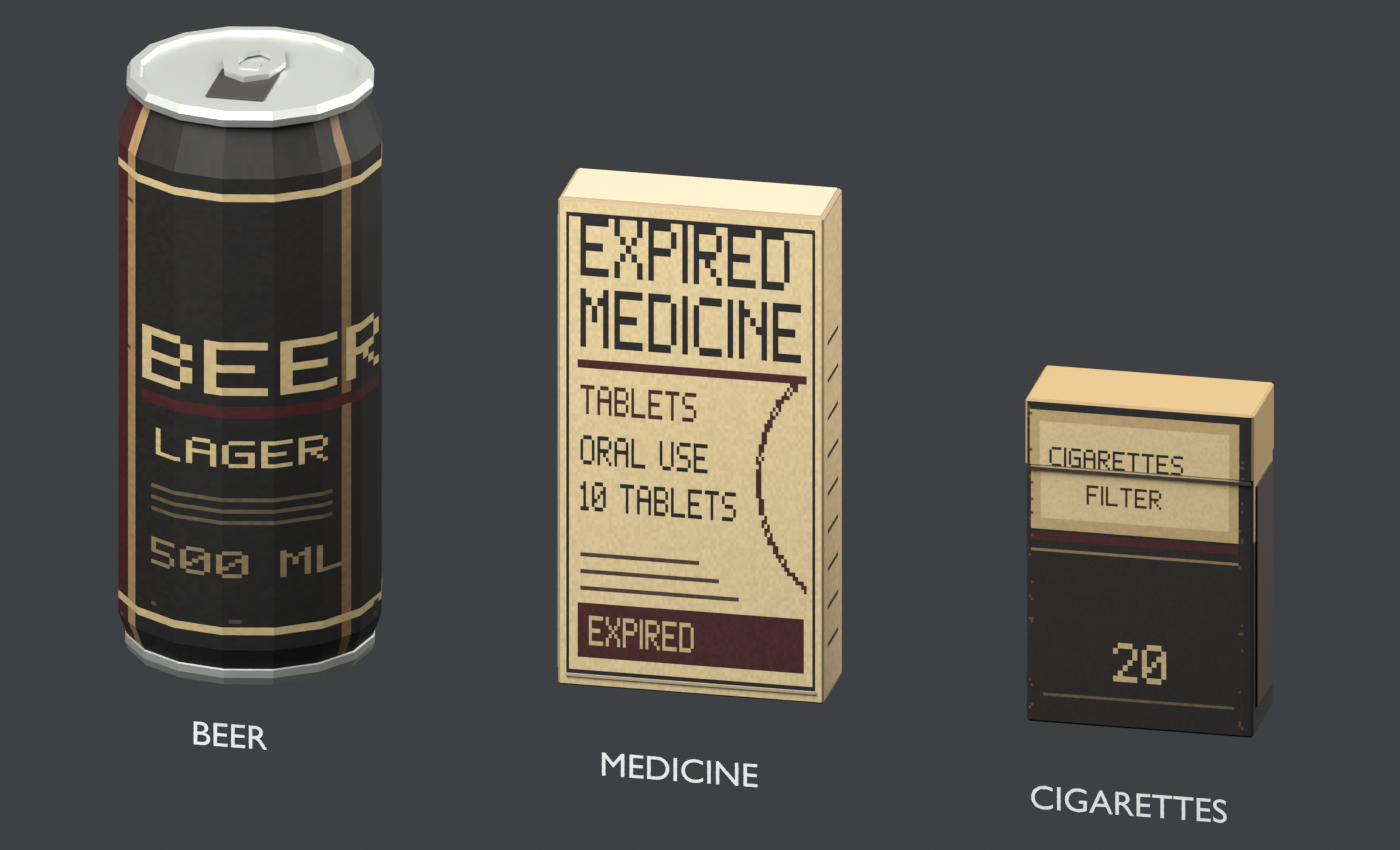 BEER
LAGER
500 ML
BEER
EXPIRED
MEDICINE
TABLETS
ORAL USE
10 TABLETS
EXPIRED
MEDICINE
CIGARETTES
FILTER
20
CIGARETTES